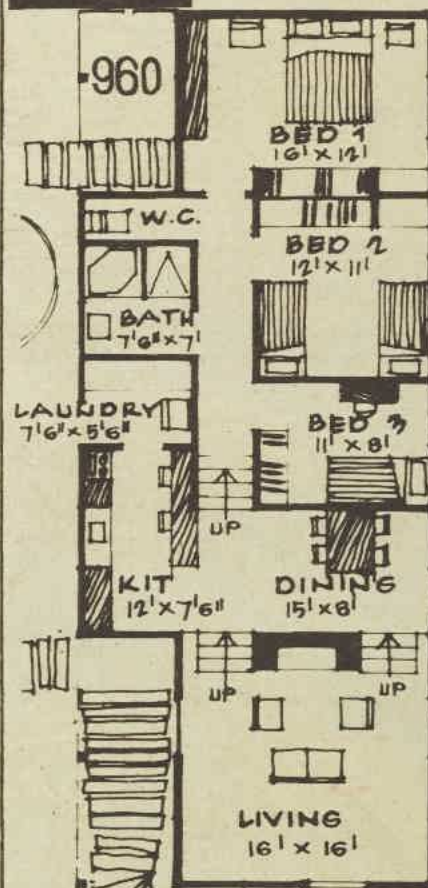 960
BED 1
16' x 12'
W.C.
BED 2
12' x 11'
BATH
7'6" x 7'
LAUNDRY
7'6" x 5'6"
BED 3
11' x 8'
UP
KIT
12' x 7'6"
DINING
15' x 8'
UP
UP
LIVING
16' x 16'